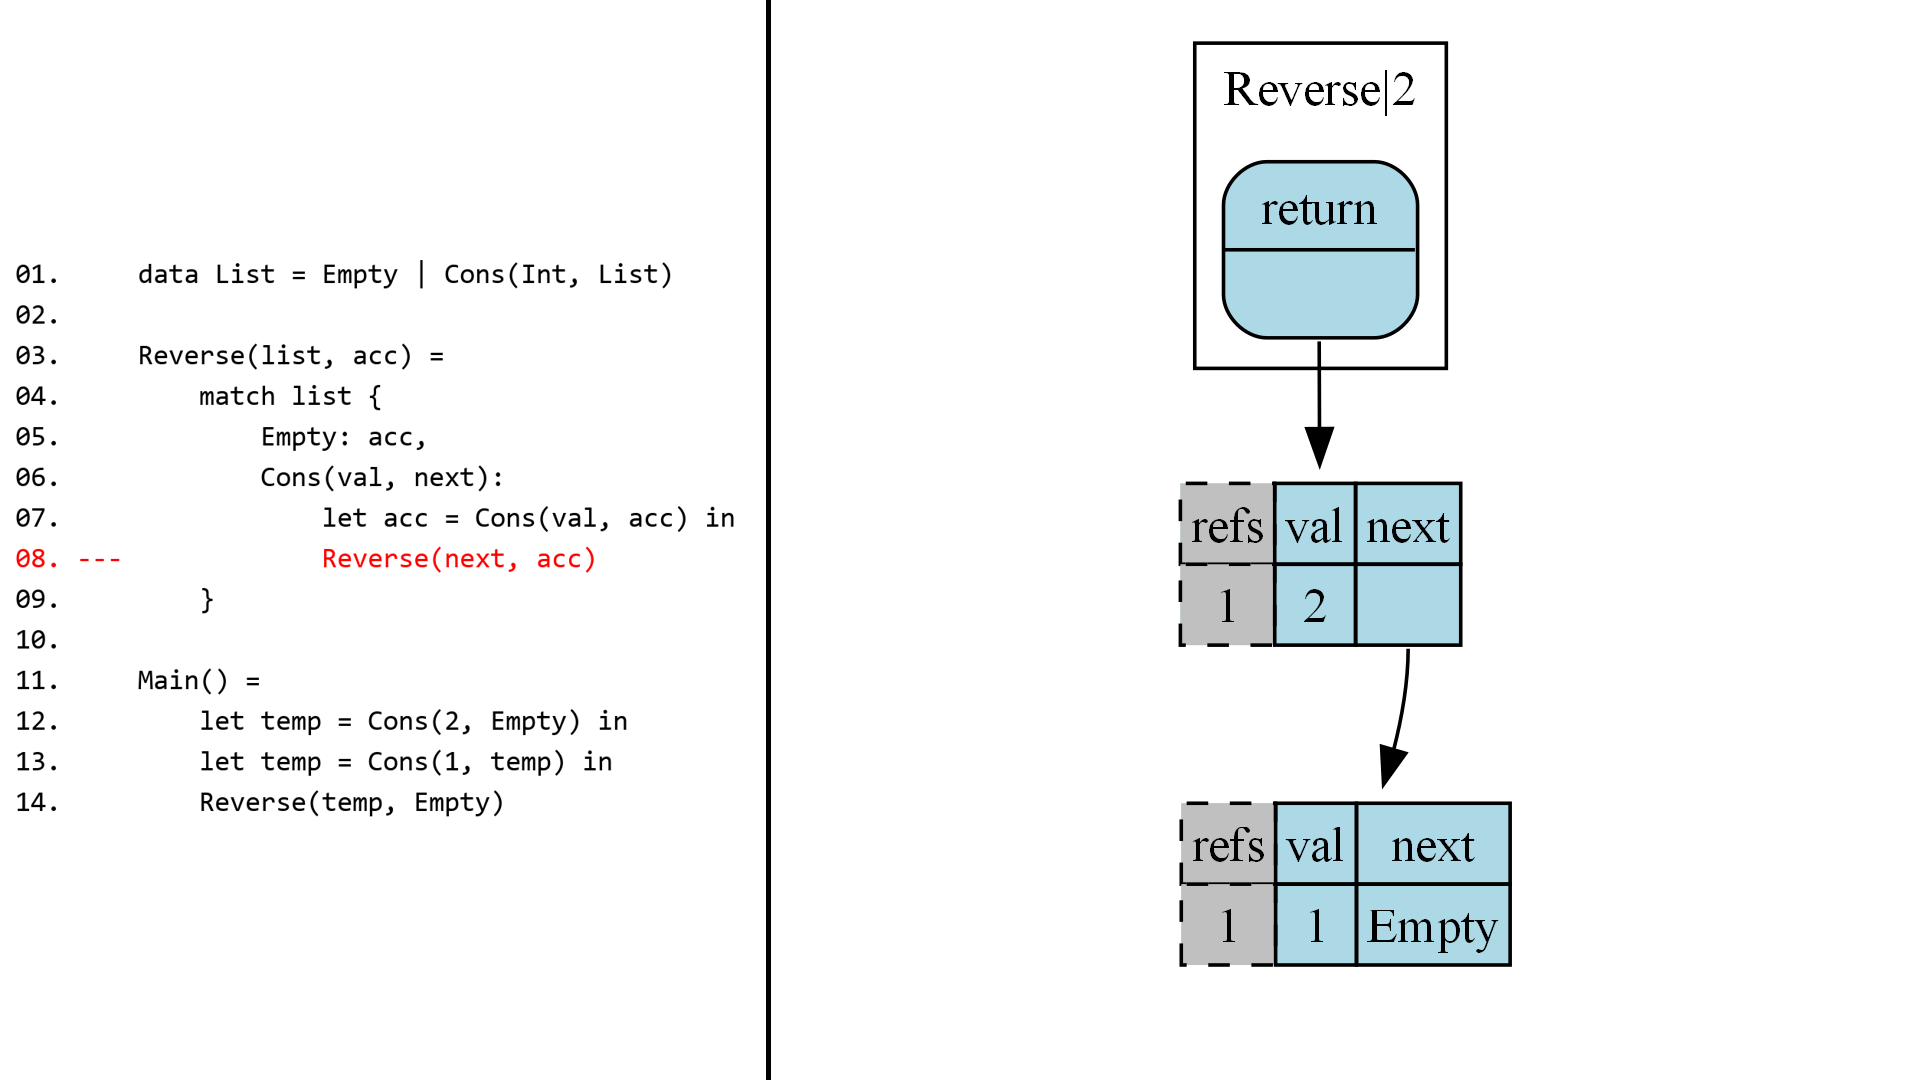 01. data List = Empty | Cons(Int, List)
02.
03. Reverse(list, acc) =
04. match list {
05. Empty: acc,
06. Cons(val, next):
07. let acc = Cons(val, acc) in
08. --- Reverse(next, acc)
09. }
10.
11. Main() =
12. let temp = Cons(2, Empty) in
13. let temp = Cons(1, temp) in
14. Reverse(temp, Empty)
Reverse|2
return
refs val next
1 2
refs val next
1 1 Empty